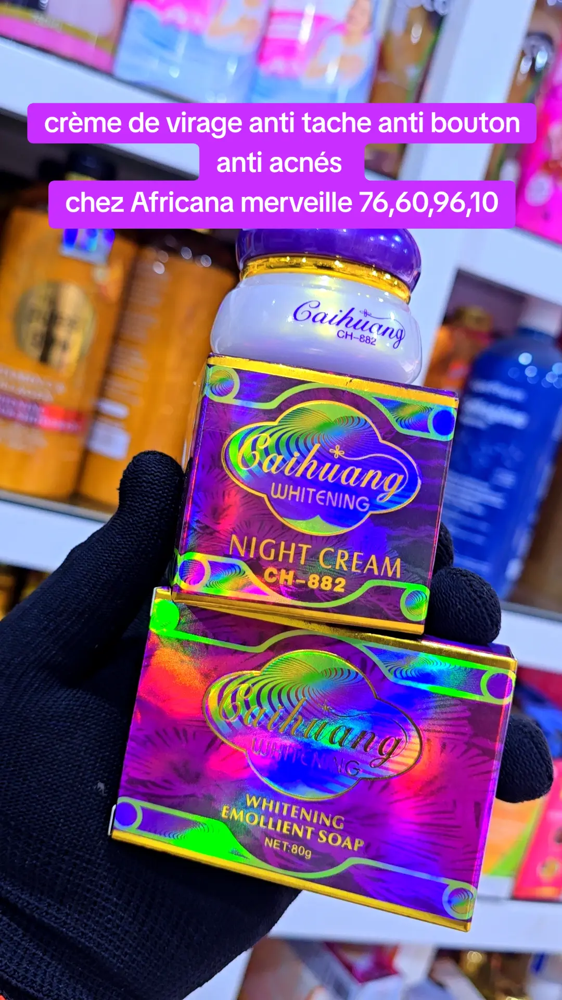 crème de virage anti tache anti bouton
anti acnés
chez Africana merveille 76,60,96,10
Caihuang
CH-882
Caihuang
WHITENING
NIGHT CREAM
CH-882
Caihuang
WHITENING
WHITENING
EMOLLIENT SOAP
NET:80g